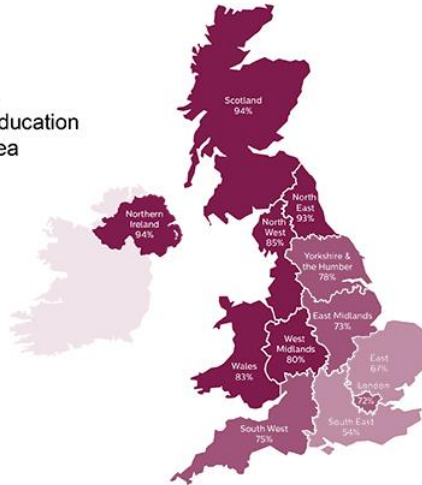 ducation
ea
Scotland
94%
Northern
Ireland
94%
North
East
93%
North
West
85%
Yorkshire &
the Humber
78%
East Midlands
73%
West
Midlands
80%
Wales
83%
East
67%
London
72%
South East
54%
South West
75%